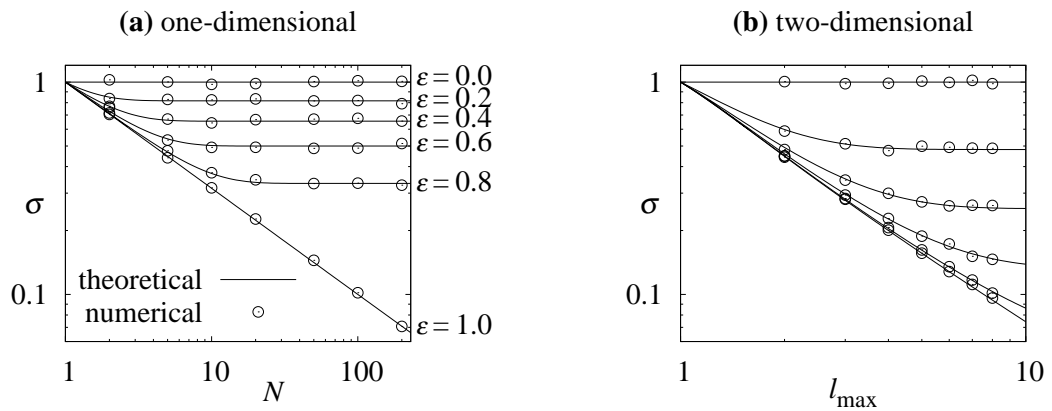 (a) one-dimensional
1
0.1
σ
1
10
100
N
theoretical
numerical
ε = 0.0
ε = 0.2
ε = 0.4
ε = 0.6
ε = 0.8
ε = 1.0
(b) two-dimensional
1
0.1
σ
1
10
l_max